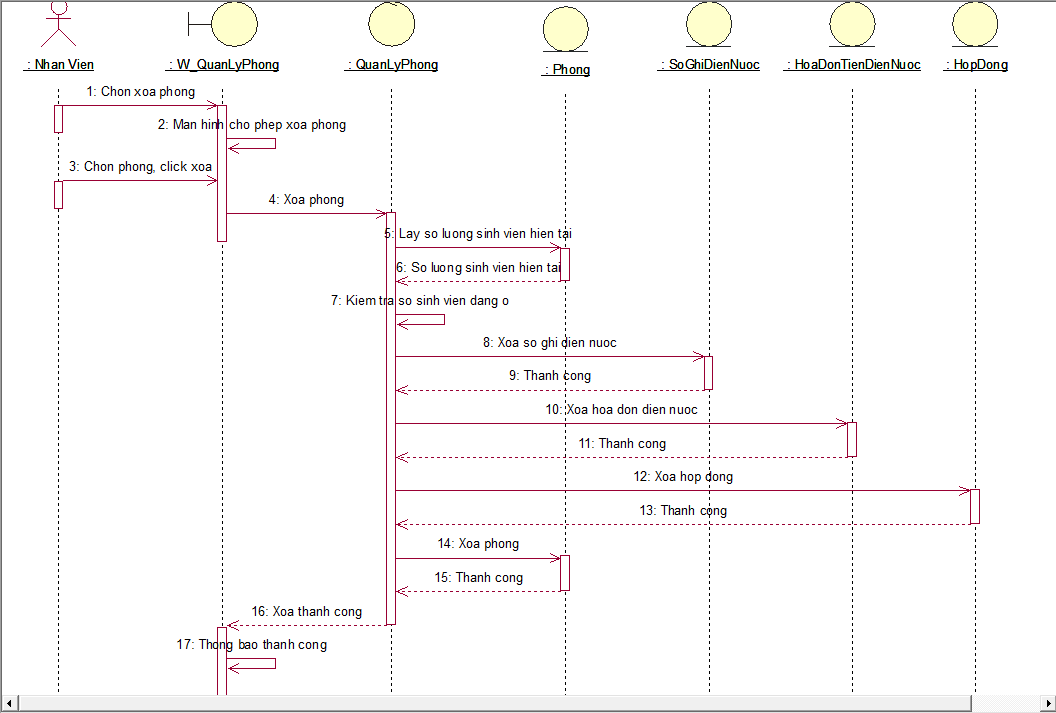 : Nhan Vien
: W_QuanLyPhong
: QuanLyPhong
: Phong
: SoGhiDienNuoc
: HoaDonTienDienNuoc
: HopDong
1: Chon xoa phong
2: Man hinh cho phep xoa phong
3: Chon phong, click xoa
4: Xoa phong
5: Lay so luong sinh vien hien tai
6: So luong sinh vien hien tai
7: Kiem tra so sinh vien dang o
8: Xoa so ghi dien nuoc
9: Thanh cong
10: Xoa hoa don dien nuoc
11: Thanh cong
12: Xoa hop dong
13: Thanh cong
14: Xoa phong
15: Thanh cong
16: Xoa thanh cong
17: Thong bao thanh cong